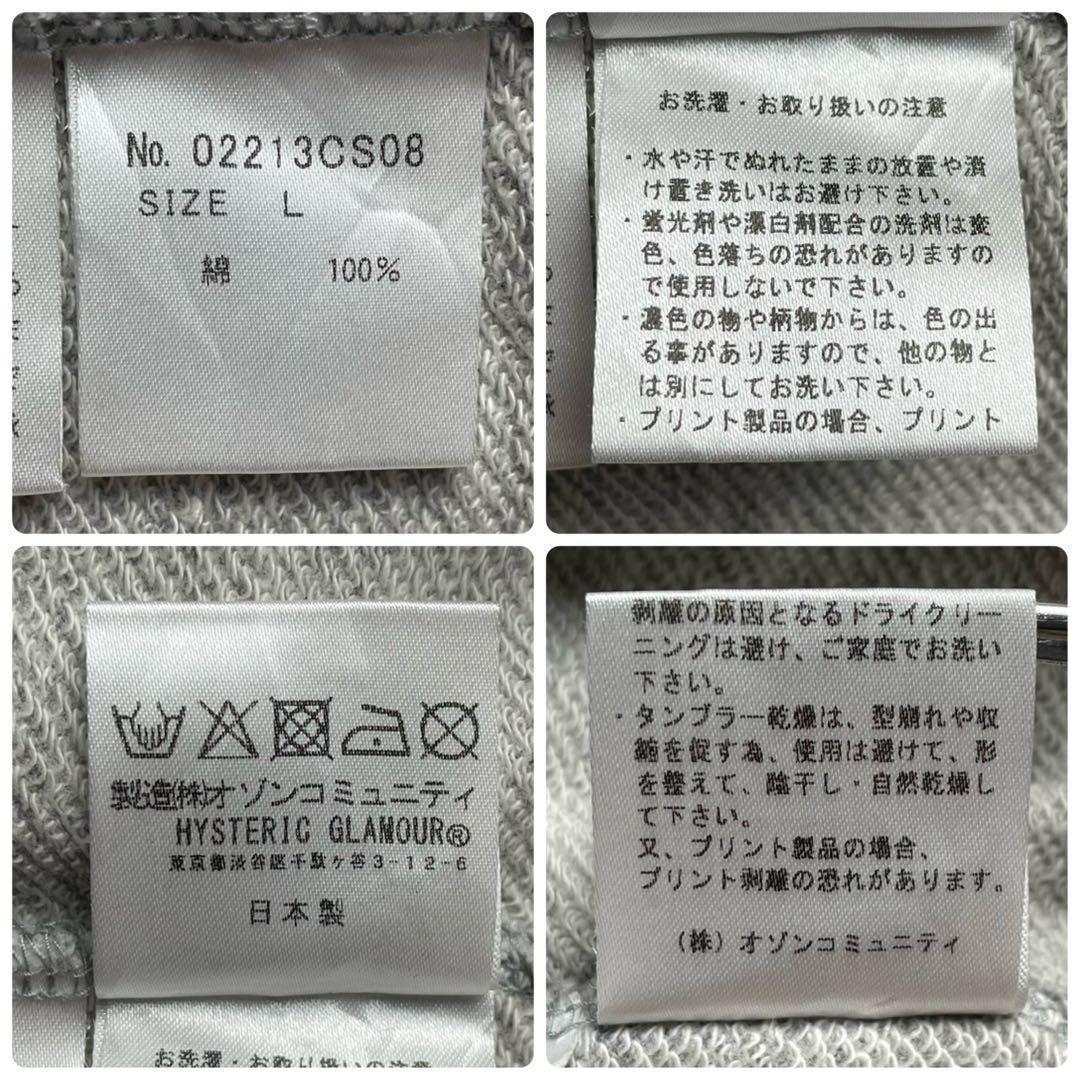 No. 02213CS08
SIZE L
綿 100%
お洗濯・お取り扱いの注意
・水や汗でぬれたままの放置や漬
け置き洗いはお避け下さい。
・蛍光剤や漂白剤配合の洗剤は変
色、色落ちの恐れがありますの
で使用しないで下さい。
・濃色の物や柄物からは、色の出
る事がありますので、他の物と
は別にしてお洗い下さい。
・プリント製品の場合、プリント
製造(株)オゾンコミュニティ
HYSTERIC GLAMOUR®
東京都渋谷区千駄ヶ谷3-12-6
日本製
お洗濯・お取り扱いの注意
剥離の原因となるドライクリー
ニングは避け、ご家庭でお洗い
下さい。
・タンブラー乾燥は、型崩れや収
縮を促す為、使用は避けて、形
を整えて、陰干し・自然乾燥し
て下さい。
又、プリント製品の場合、
プリント剥離の恐れがあります。
(株)オゾンコミュニティ